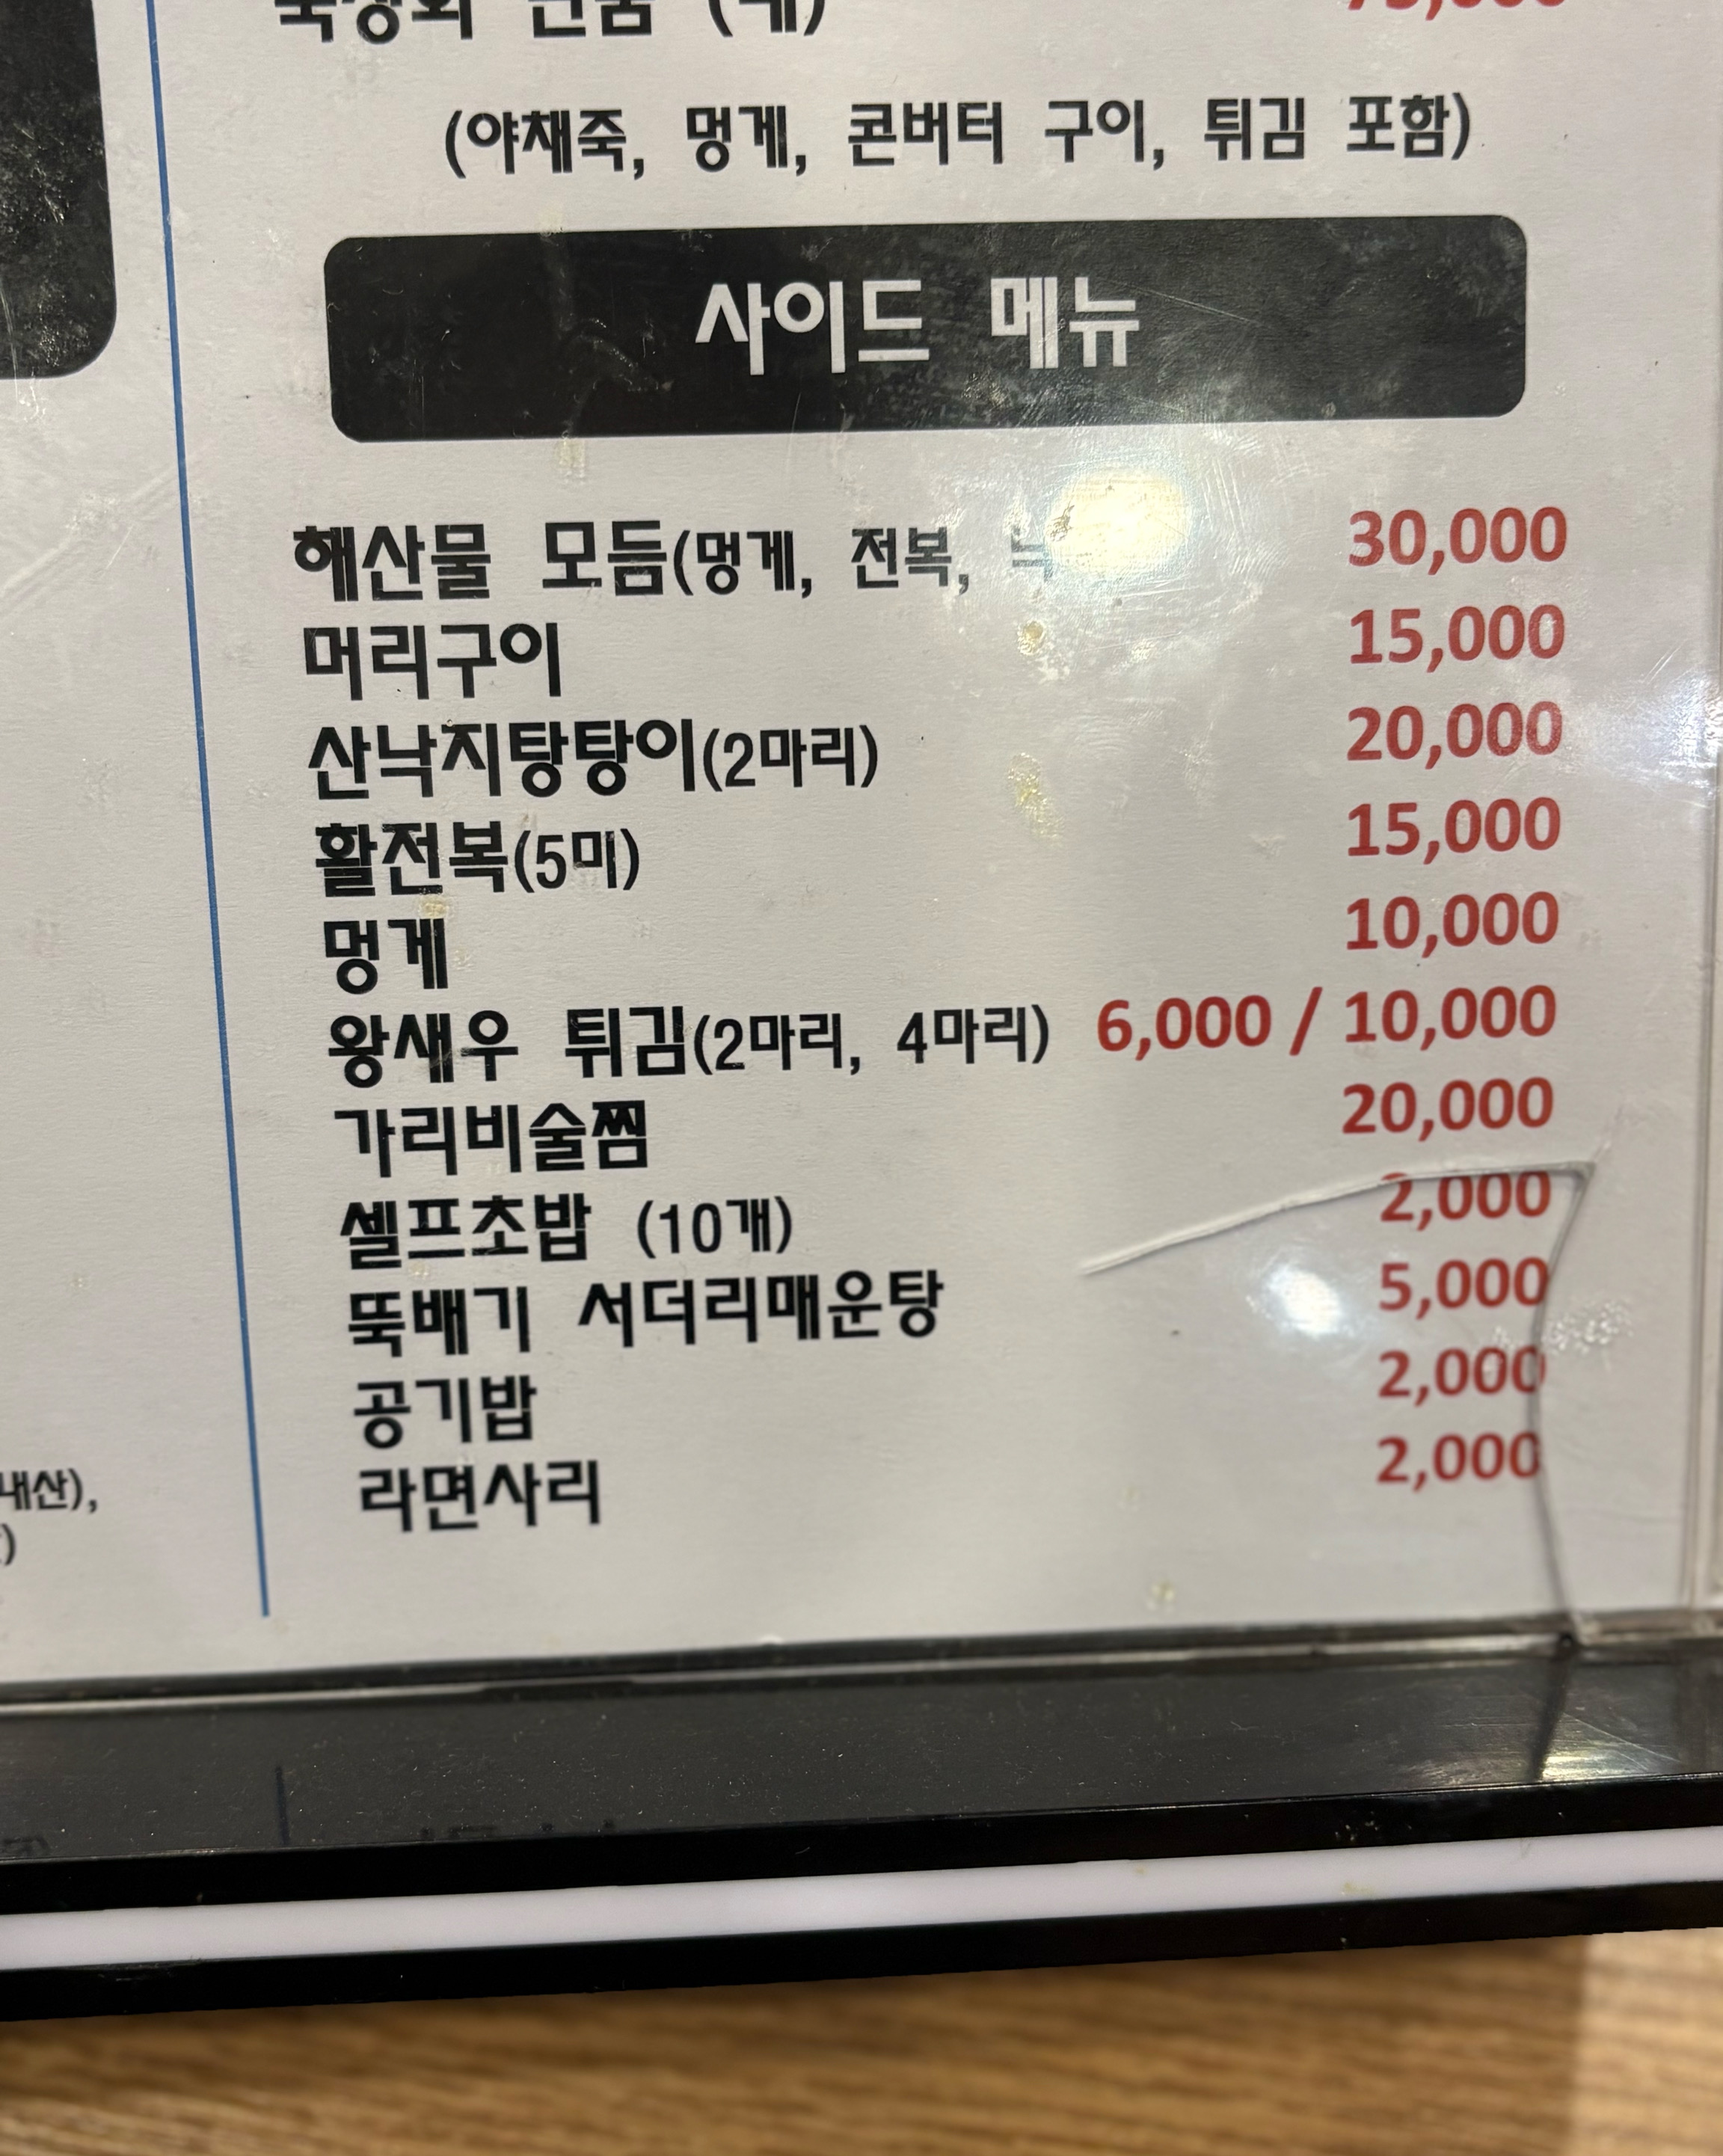 (야채죽, 멍게, 콘버터 구이, 튀김 포함)
사이드 메뉴
해산물 모듬(멍게, 전복, 30,000
머리구이 15,000
산낙지탕탕이(2마리) 20,000
활전복(5미) 15,000
멍게 10,000
왕새우 튀김(2마리, 4마리) 6,000 / 10,000
가리비술찜 20,000
셀프초밥 (10개) 2,000
뚝배기 서더리매운탕 5,000
공기밥 2,000
라면사리 2,000
내산),